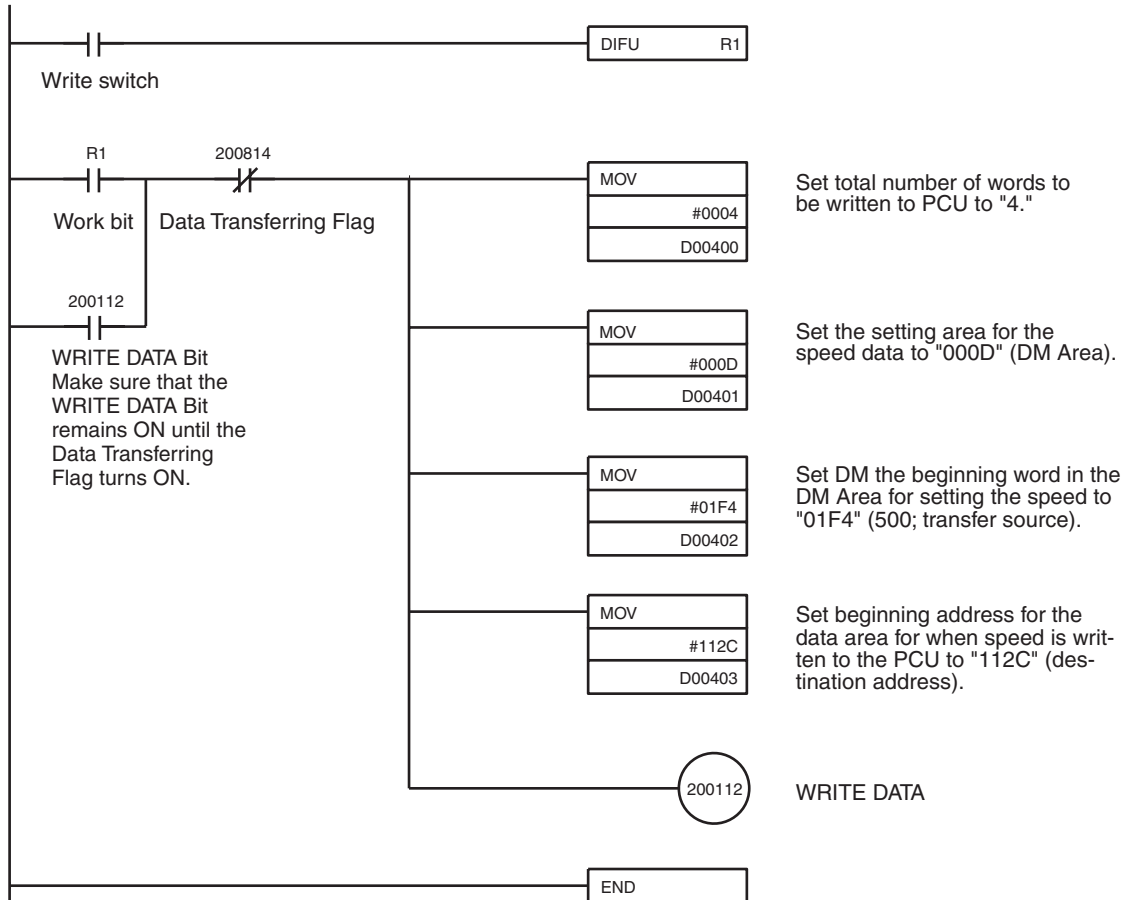 DIFU R1
Write switch
R1 200814
MOV
#0004
D00400
Set total number of words to
be written to PCU to "4."
Work bit Data Transferring Flag
200112
WRITE DATA Bit
Make sure that the
WRITE DATA Bit
remains ON until the
Data Transferring
Flag turns ON.
MOV
#000D
D00401
Set the setting area for the
speed data to "000D" (DM Area).
MOV
#01F4
D00402
Set DM the beginning word in the
DM Area for setting the speed to
"01F4" (500; transfer source).
MOV
#112C
D00403
Set beginning address for the
data area for when speed is writ-
ten to the PCU to "112C" (des-
tination address).
200112 WRITE DATA
END